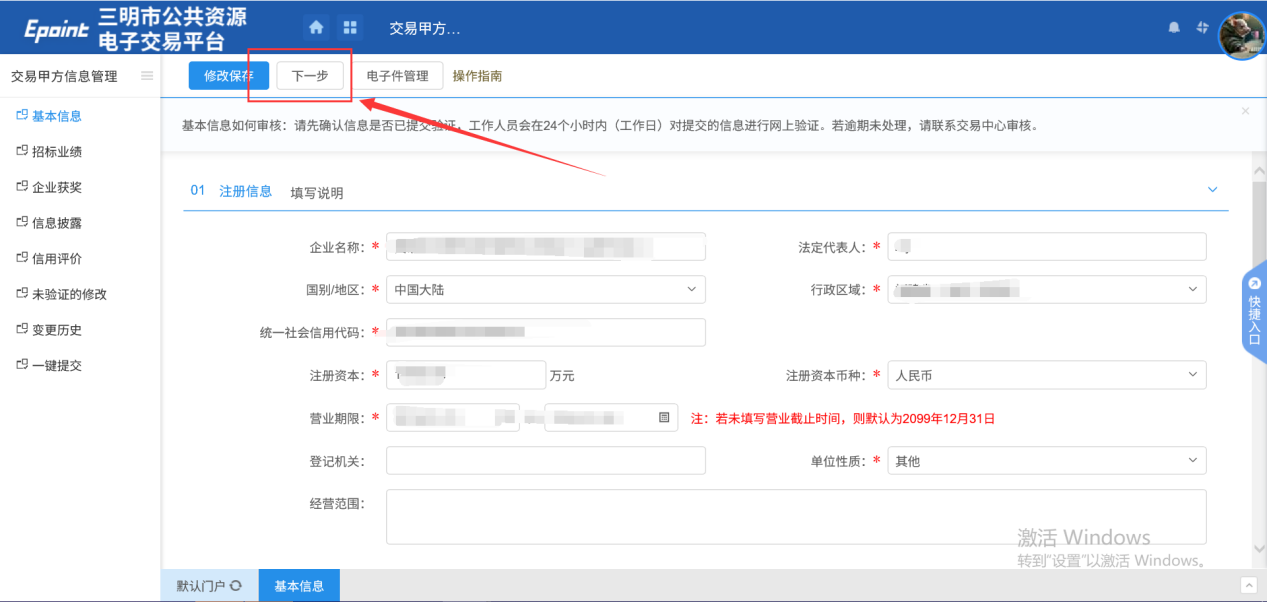 Epoint 三明市公共资源
电子交易平台
交易甲方...
交易甲方信息管理
修改保存 下一步 电子件管理 操作指南
基本信息
招标业绩
企业获奖
信息披露
信用评价
未验证的修改
变更历史
一键提交
基本信息如何审核：请先确认信息是否已提交验证，工作人员会在24个小时内（工作日）对提交的信息进行网上验证。若逾期未处理，请联系交易中心审核。
01 注册信息 填写说明
企业名称：* 法定代表人：*
国别/地区：* 中国大陆 行政区域：*
统一社会信用代码：*
注册资本：* 万元 注册资本币种：* 人民币
营业期限：* 注：若未填写营业截止时间，则默认为2099年12月31日
登记机关： 单位性质：* 其他
经营范围：
快捷入口
激活 Windows
转到"设置"以激活 Windows。
默认门户 基本信息